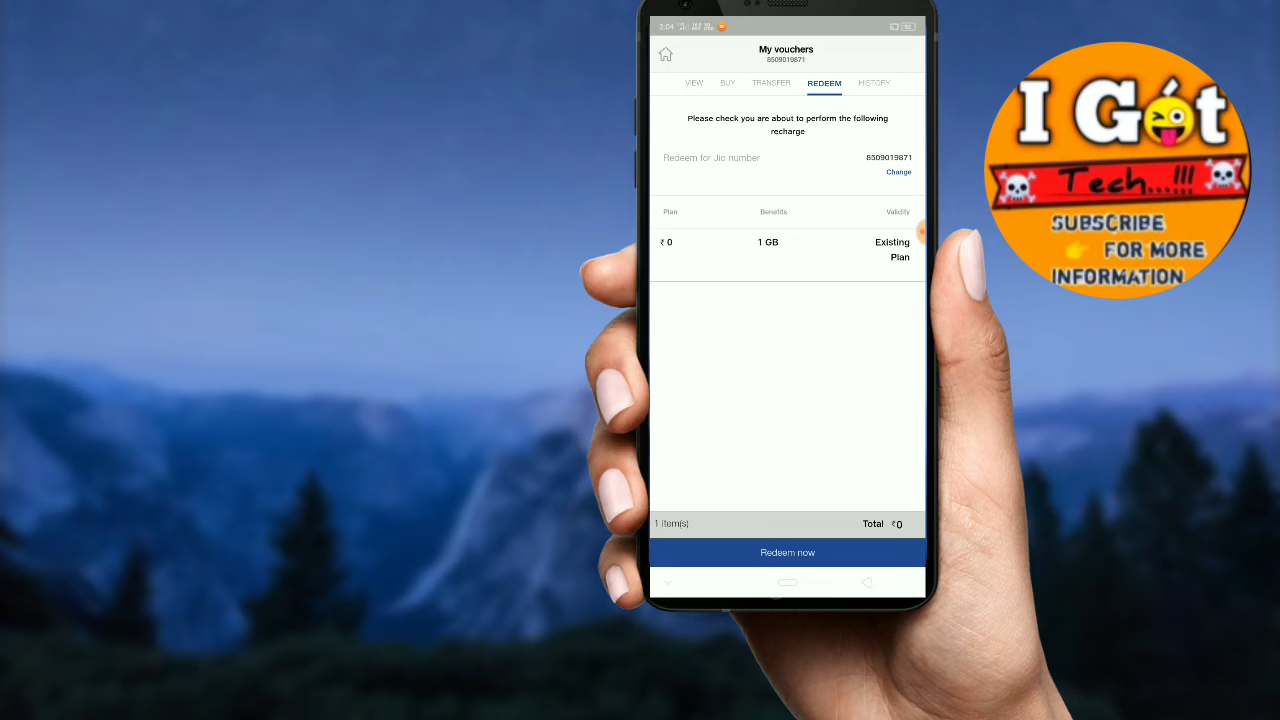 2:04
My vouchers
8509019871
VIEW BUY TRANSFER REDEEM HISTORY
Please check you are about to perform the following
recharge
Redeem for Jio number 8509019871
Change
Plan Benefits Validity
₹ 0 1 GB Existing
Plan
1 Item(s) Total ₹0
Redeem now
I Gót
Tech...!!!
SUBSCRIBE
👉 FOR MORE
INFORMATION